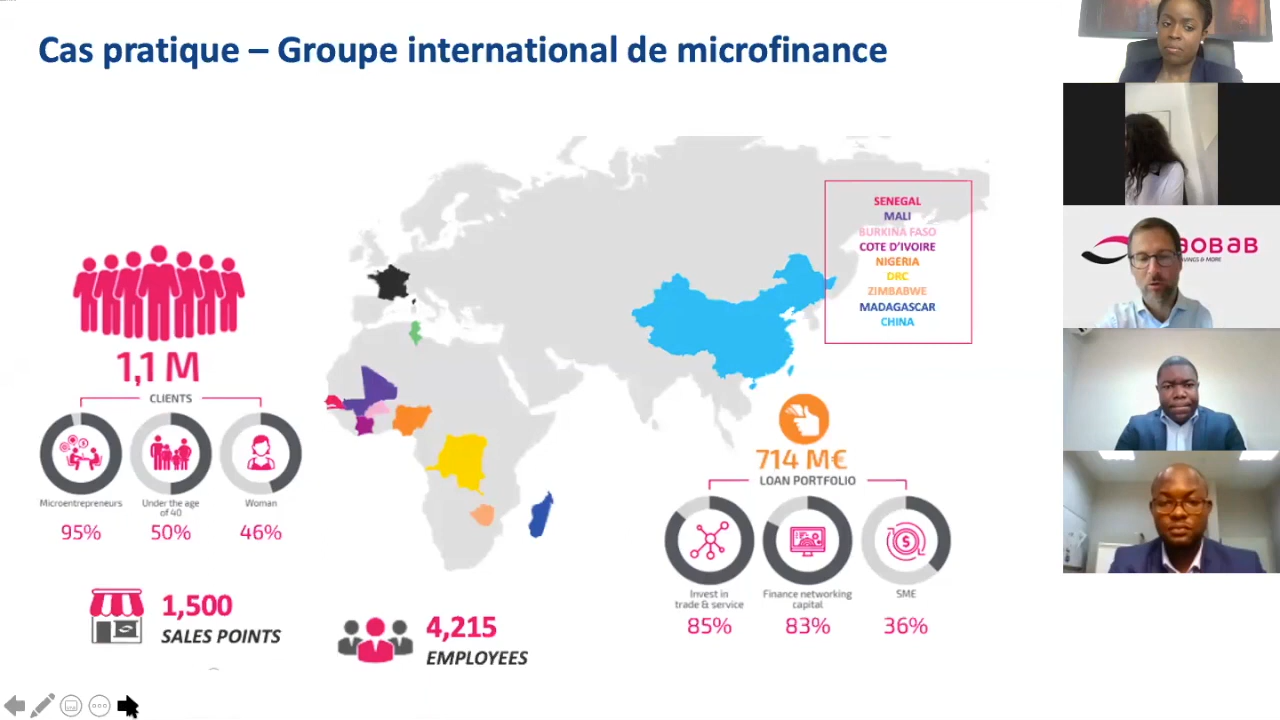 Cas pratique – Groupe international de microfinance
SENEGAL
MALI
BURKINA FASO
COTE D'IVOIRE
NIGERIA
DRC
ZIMBABWE
MADAGASCAR
CHINA
1,1 M
CLIENTS
Microentrepreneurs
95%
Under the age
of 40
50%
Woman
46%
714 M€
LOAN PORTFOLIO
Invest in
trade & service
85%
Finance networking
capital
83%
SME
36%
1,500
SALES POINTS
4,215
EMPLOYEES
AOBAB
& MORE